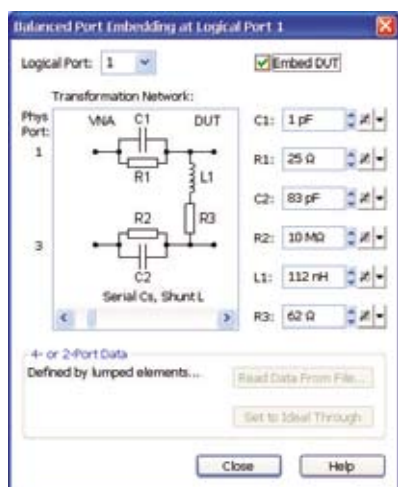 Balanced Port Embedding at Logical Port 1
Logical Port: 1
Embed DUT
Transformation Network:
Phys Port:
VNA C1 DUT
1
R1
L1
R2
R3
3
C2
Serial Cs, Shunt L
C1: 1 pF
R1: 25 Ω
C2: 83 pF
R2: 10 MΩ
L1: 112 nH
R3: 62 Ω
4- or 2-Port Data
Defined by lumped elements...
Read Data From File...
Set to Ideal Through
Close
Help